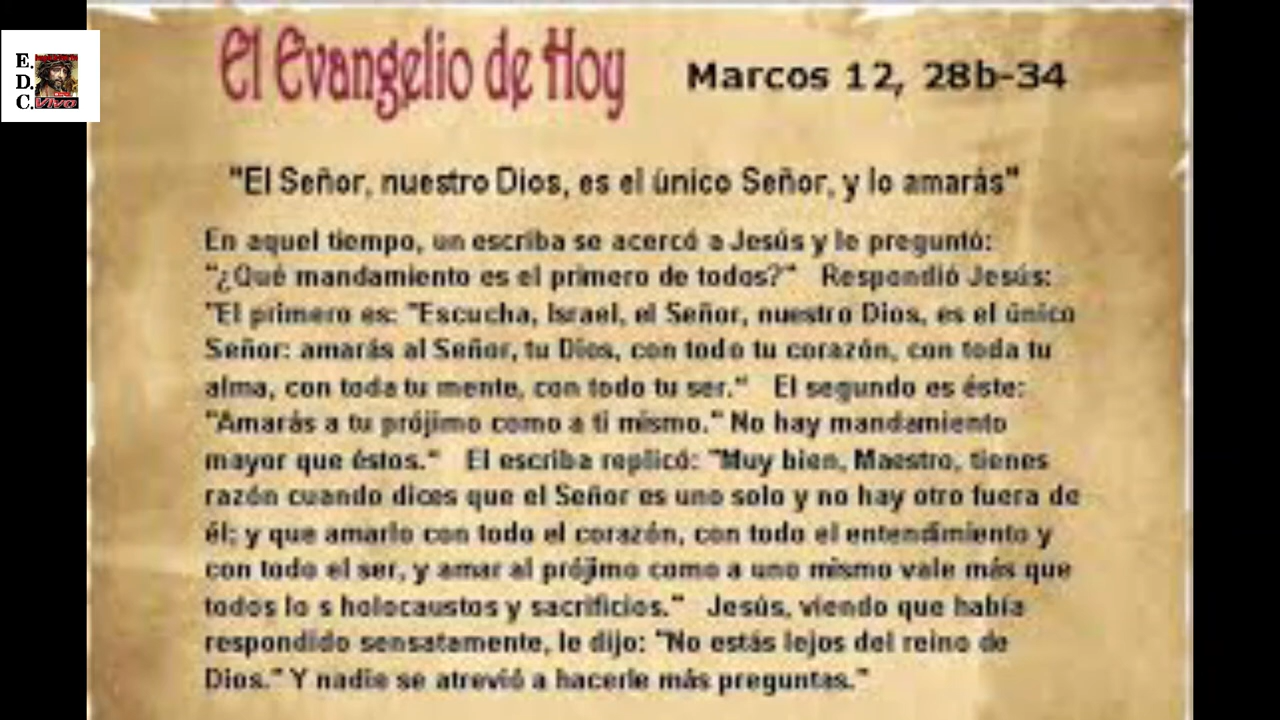 E.
D.
C. Vivo
El Evangelio de Hoy
Marcos 12, 28b-34
"El Señor, nuestro Dios, es el único Señor, y lo amarás"
En aquel tiempo, un escriba se acercó a Jesús y le preguntó:
"¿Qué mandamiento es el primero de todos?" Respondió Jesús:
"El primero es: "Escucha, Israel, el Señor, nuestro Dios, es el único
Señor: amarás al Señor, tu Dios, con todo tu corazón, con toda tu
alma, con toda tu mente, con todo tu ser." El segundo es éste:
"Amarás a tu prójimo como a ti mismo." No hay mandamiento
mayor que éstos." El escriba replicó: "Muy bien, Maestro, tienes
razón cuando dices que el Señor es uno solo y no hay otro fuera de
él; y que amarlo con todo el corazón, con todo el entendimiento y
con todo el ser, y amar al prójimo como a uno mismo vale más que
todos lo s holocaustos y sacrificios." Jesús, viendo que había
respondido sensatamente, le dijo: "No estás lejos del reino de
Dios." Y nadie se atrevió a hacerle más preguntas."